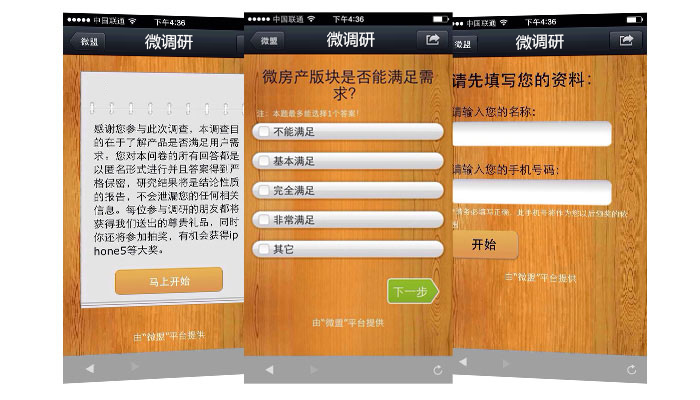 中国联通 下午4:36
微盟 微调研
感谢您参与此次调查，本调查目
的在于了解产品是否满足用户需
求。您对本问卷的所有回答都是
以匿名形式进行并且答案得到严
格保密，研究结果将是结论性质
的报告，不会泄漏您的任何相关
信息。每位参与调研的朋友都将
获得我们送出的尊贵礼品，同时
你还将参加抽奖，有机会获得ip
hone5等大奖。
马上开始
由“微盟”平台提供
中国联通 下午4:36
微盟 微调研
微房产版块是否能满足需
求？
注：本题最多能选择1个答案！
不能满足
基本满足
完全满足
非常满足
其它
下一步
由“微盟”平台提供
中国联通 下午4:36
微盟 微调研
请先填写您的资料：
请输入您的名称：
请输入您的手机号码：
开始
由“微盟”平台提供